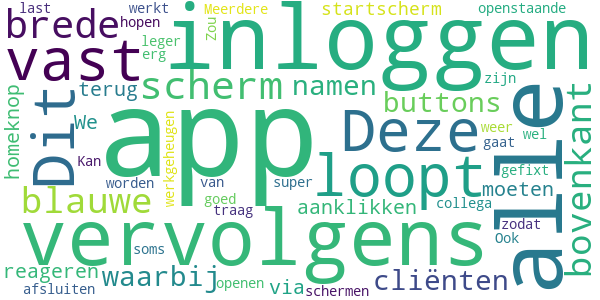 last werkt Meerdere startscherm openstaande
brede hopen Zou inloggen
leger
vast erg
scherm namen zijn
Dit terug buttons alle bovenkant
homeknop We app Deze weer wel
werkgeheugen gaat
Kan loopt gefixt
worden van super moeten
blauwe goed aanklikken collega
traag zodat
vervolgens Ook
soms
reageren waarbij via cliënten
afsluiten openen schermen